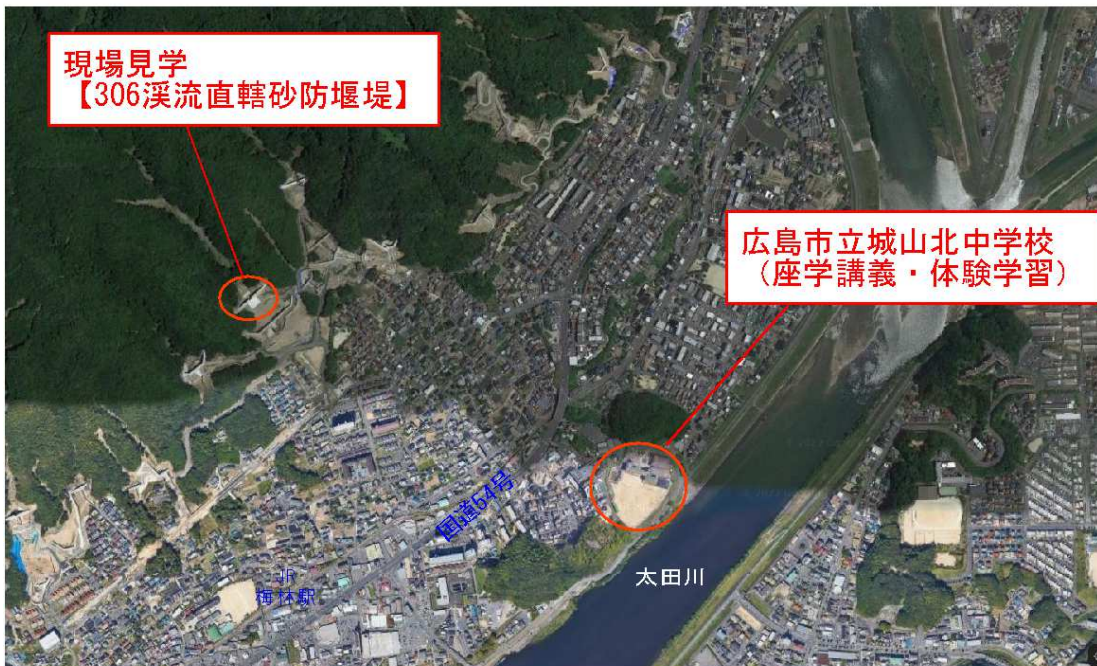 現場見学
【306渓流直轄砂防堰堤】
広島市立城山北中学校
（座学講義・体験学習）
国道54号
太田川
JR
梅林駅